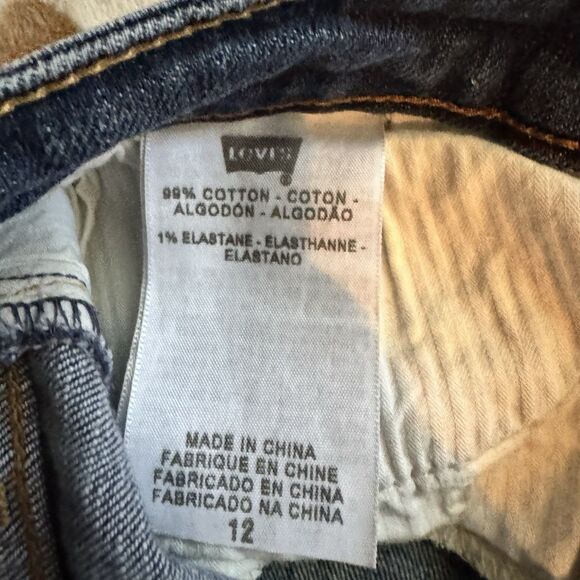 LEVI'S
®
99% COTTON - COTON -
ALGODÓN - ALGODÃO
1% ELASTANE - ELASTHANNE -
ELASTANO
MADE IN CHINA
FABRIQUE EN CHINE
FABRICADO EN CHINA
FABRICADO NA CHINA
12